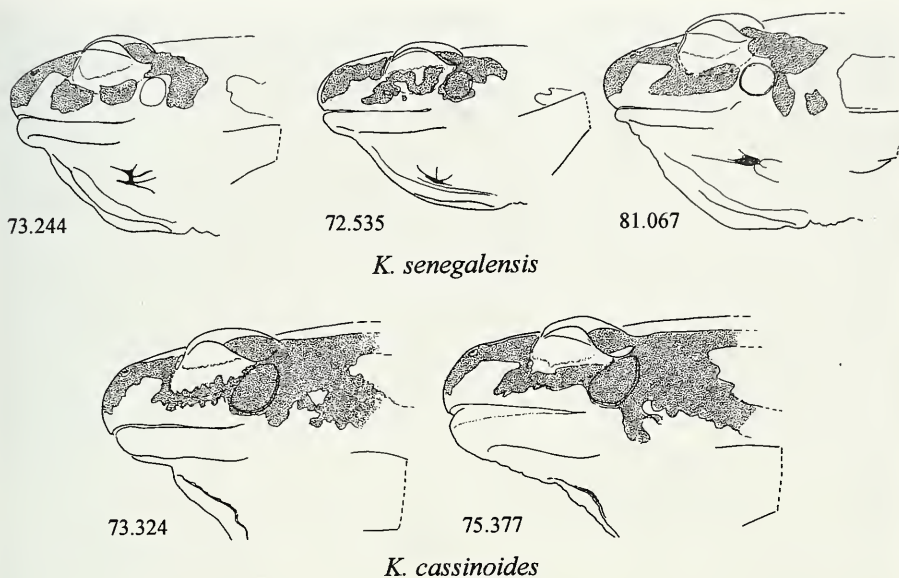 73.244
72.535
81.067
K. senegalensis
73.324
75.377
K. cassinoides